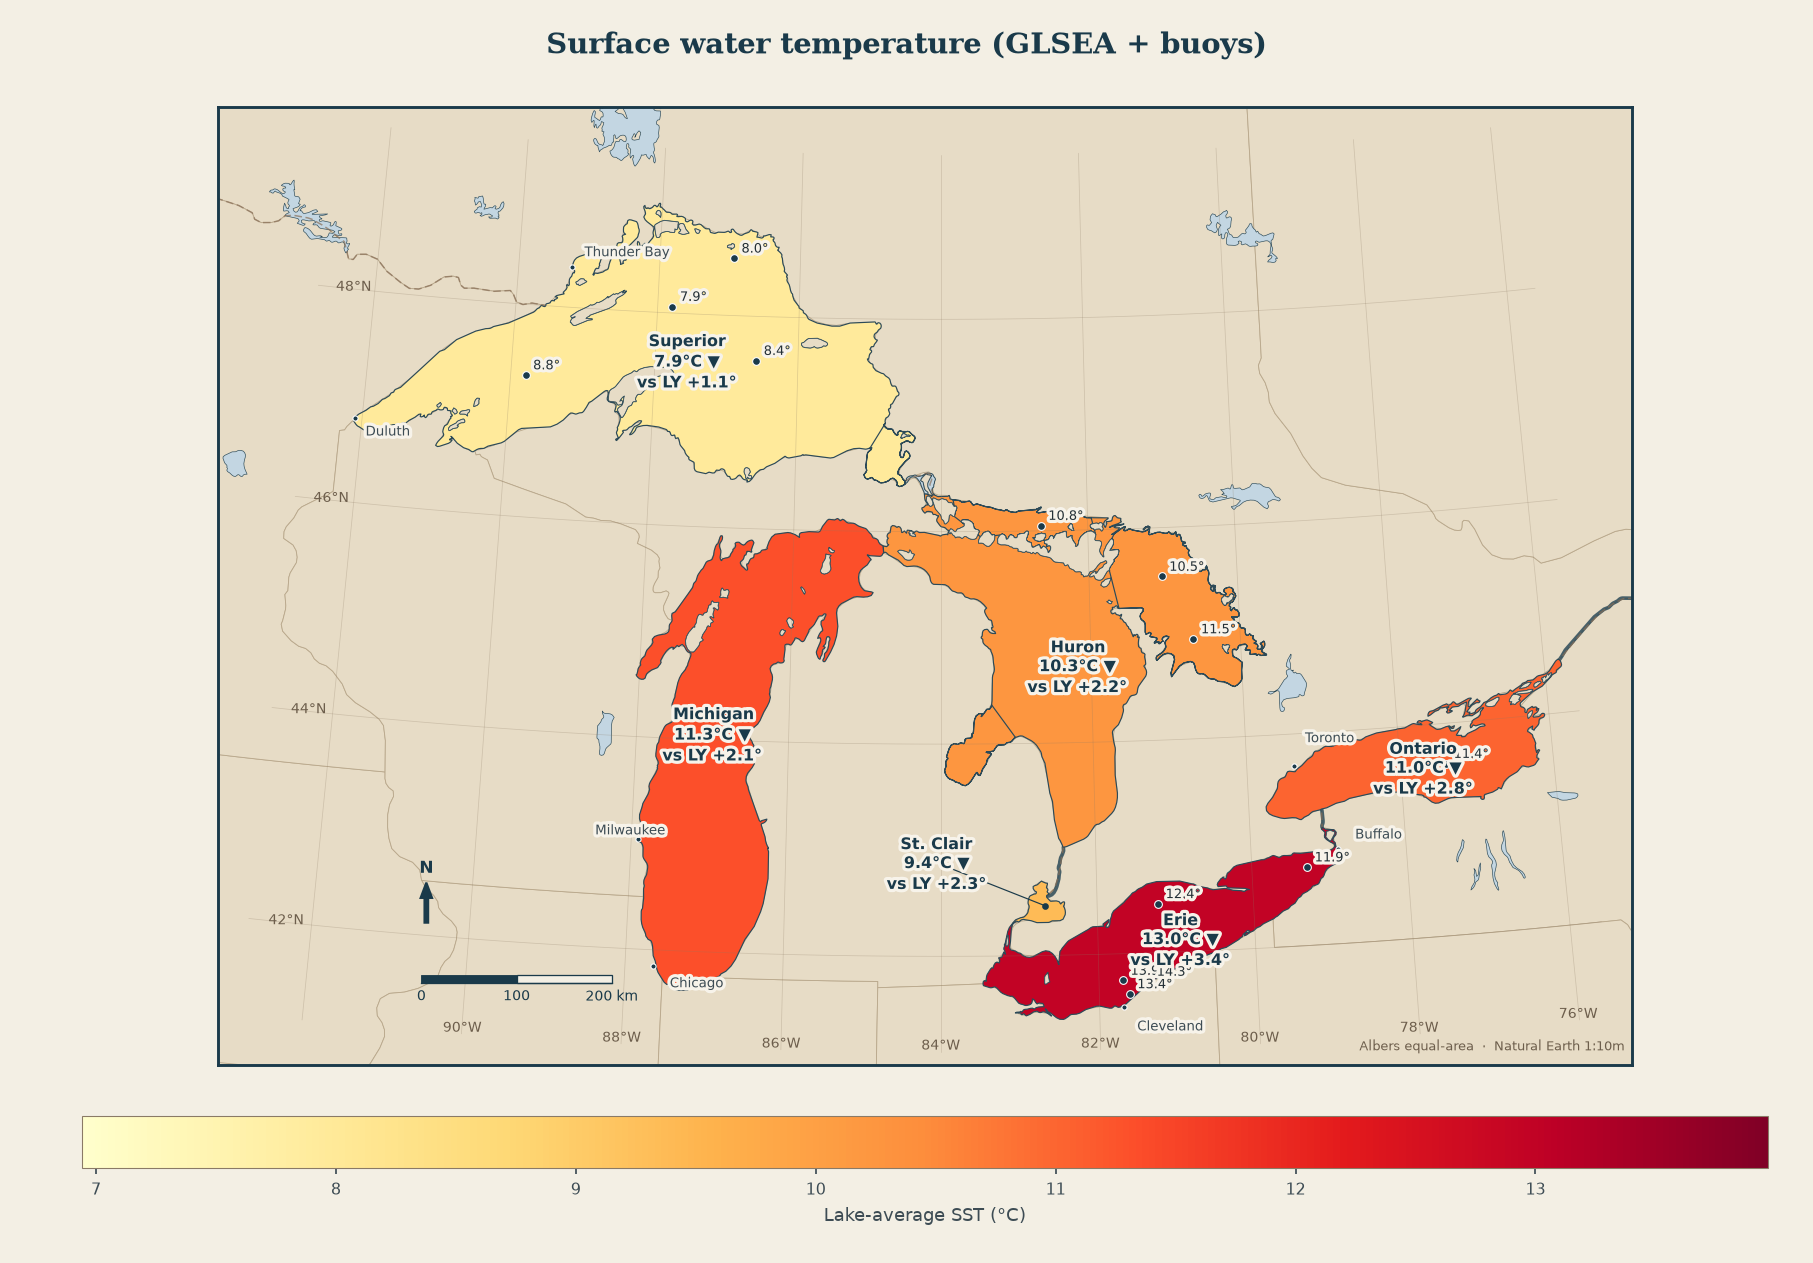 Surface water temperature (GLSEA + buoys)
Thunder Bay
8.0°
48°N
7.9°
Superior
7.9°C ▼
vs LY +1.1°
8.4°
8.8°
Duluth
46°N
10.8°
10.5°
11.5°
Huron
10.3°C ▼
vs LY +2.2°
44°N
Michigan
11.3°C ▼
vs LY +2.1°
Toronto
Ontario
11.4°
11.0°C ▼
vs LY +2.8°
Milwaukee
Buffalo
St. Clair
9.4°C ▼
vs LY +2.3°
11.9°
N
12.4°
42°N
Erie
13.0°C ▼
vs LY +3.4°
14.3°
13.4°
Chicago
0 100 200 km
Cleveland
90°W
88°W
86°W
84°W
82°W
80°W
78°W
76°W
Albers equal-area · Natural Earth 1:10m
7 8 9 10 11 12 13
Lake-average SST (°C)